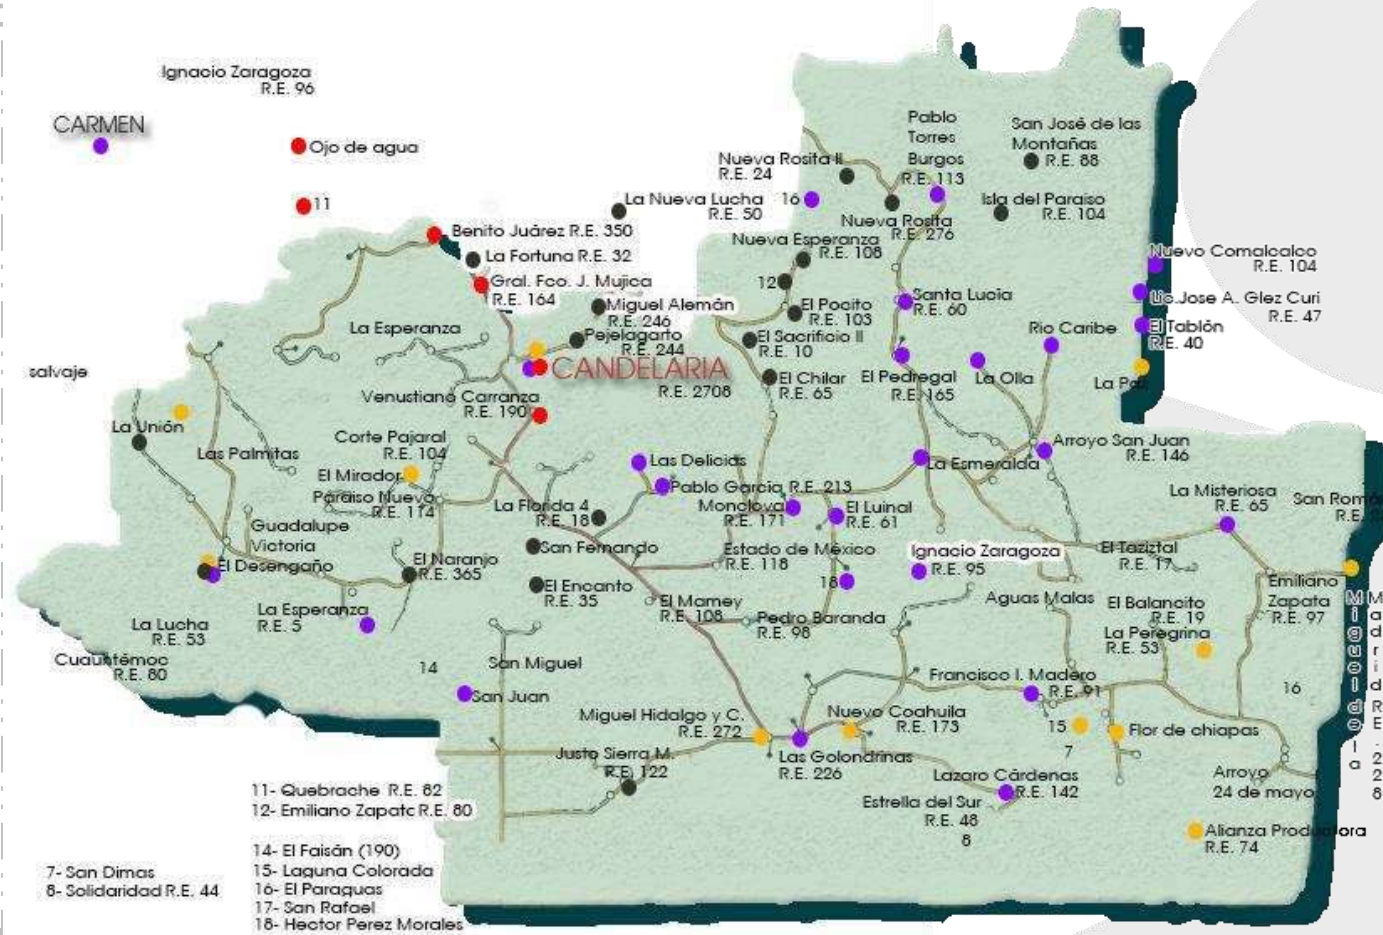 Ignacio Zaragoza
R.E. 96
CARMEN
Ojo de agua
11
Pablo
Torres
Burgos
R.E. 113
San José de las
Montañas
R.E. 88
Nueva Rosita II
R.E. 24
La Nueva Lucha
R.E. 50
16
Isla del Paraiso
R.E. 104
Nueva Rosita
R.E. 276
Benito Juárez R.E. 350
Nueva Esperanza
R.E. 108
La Fortuna R.E. 32
Nuevo Comalcalco
R.E. 104
Gral. Fco. J. Mujica
R.E. 164
12
Santa Lucia
R.E. 60
Lic.Jose A. Glez Curi
R.E. 47
Miguel Alemán
R.E. 246
El Pocito
R.E. 103
La Esperanza
Pejelagarto
R.E. 244
El Sacrificio II
R.E. 10
Rio Caribe
El Tablón
R.E. 40
salvaje
CANDELARIA
R.E. 2708
El Chilar
R.E. 65
El Pedregal
R.E. 165
La Olla
La Paz
Venustiano Carranza
R.E. 190
La Unión
Las Palmitas
Corte Pajaral
R.E. 104
El Mirador
Paraiso Nuevo
R.E. 114
Las Delicias
La Esmeralda
Arroyo San Juan
R.E. 146
Pablo Garcia R.E. 213
La Misteriosa
R.E. 65
San Román
R.E.
La Florida 4
R.E. 18
Monclova
R.E. 171
El Luinal
R.E. 61
Guadalupe
Victoria
San Fernando
Estado de México
R.E. 118
Ignacio Zaragoza
R.E. 95
El Taziztal
R.E. 17
El Desengaño
El Naranjo
R.E. 365
El Encanto
R.E. 35
18
Emiliano
Zapata
R.E. 97
Miguel de la
Madrid R.E. 228
La Esperanza
R.E. 5
El Mamey
R.E. 108
Pedro Baranda
R.E. 98
Aguas Malas
El Balancito
R.E. 19
La Lucha
R.E. 53
La Peregrina
R.E. 53
Cuauhtémoc
R.E. 80
14
San Miguel
San Juan
Francisco I. Madero
R.E. 91
16
Miguel Hidalgo y C.
R.E. 272
Nuevo Coahuila
R.E. 173
15
7
Flor de chiapas
Justo Sierra M.
R.E. 122
Las Golondrinas
R.E. 226
Lazaro Cárdenas
R.E. 142
Arroyo
24 de mayo
Estrella del Sur
R.E. 48
8
Alianza Productora
R.E. 74
11- Quebrache R.E. 82
12- Emiliano Zapata R.E. 80
14- El Faisán (190)
15- Laguna Colorada
16- El Paraguas
17- San Rafael
18- Hector Perez Morales
7- San Dimas
8- Solidaridad R.E. 44